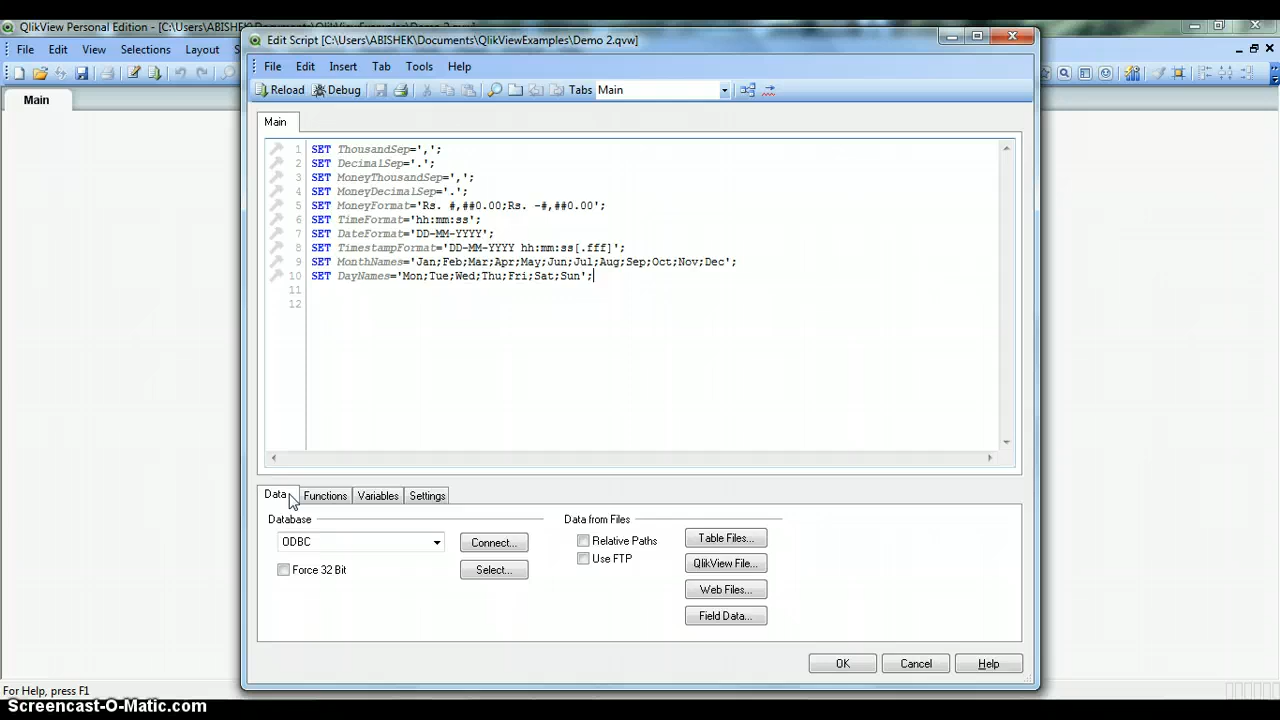 QlikView Personal Edition - [C:\Users\ABISHEK\Documents\QlikViewExamples\Demo 2.qvw]
File Edit View Selections Layout
Main
Edit Script [C:\Users\ABISHEK\Documents\QlikViewExamples\Demo 2.qvw]
File Edit Insert Tab Tools Help
Reload Debug Tabs Main
Main
1 SET ThousandSep=',';
2 SET DecimalSep='.';
3 SET MoneyThousandSep=',';
4 SET MoneyDecimalSep='.';
5 SET MoneyFormat='Rs. #,##0.00;Rs. -#,##0.00';
6 SET TimeFormat='hh:mm:ss';
7 SET DateFormat='DD-MM-YYYY';
8 SET TimestampFormat='DD-MM-YYYY hh:mm:ss[.fff]';
9 SET MonthNames='Jan;Feb;Mar;Apr;May;Jun;Jul;Aug;Sep;Oct;Nov;Dec';
10 SET DayNames='Mon;Tue;Wed;Thu;Fri;Sat;Sun';
11
12
Data Functions Variables Settings
Database Data from Files
ODBC Connect... Relative Paths Table Files...
Use FTP QlikView File...
Force 32 Bit Select... Web Files...
Field Data...
OK Cancel Help
For Help, press F1
Screencast-O-Matic.com